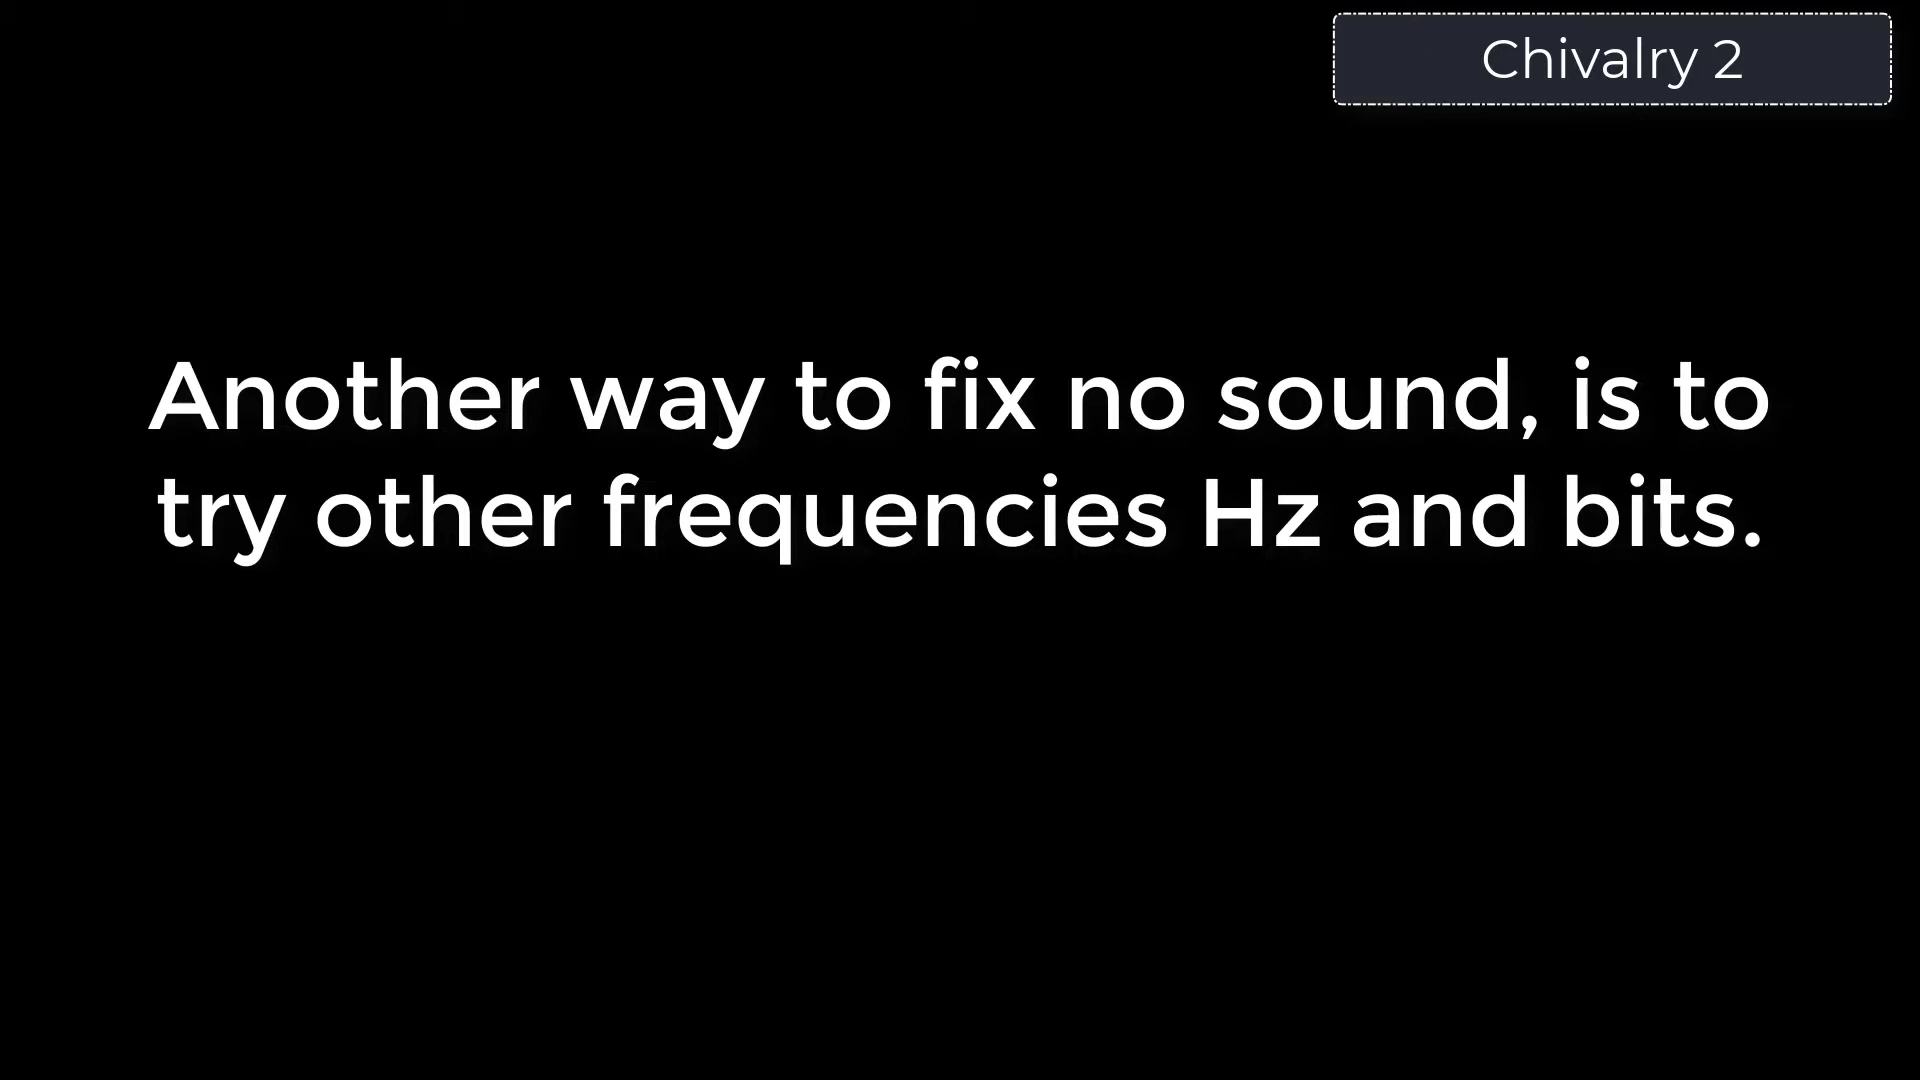 Chivalry 2
Another way to fix no sound, is to
try other frequencies Hz and bits.